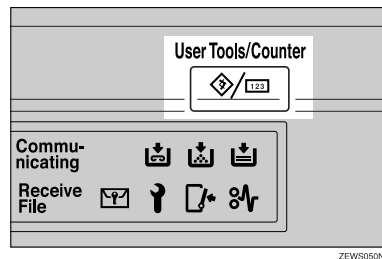 User Tools/Counter
123
Commu-
nicating
Receive
File
ZEWS050N